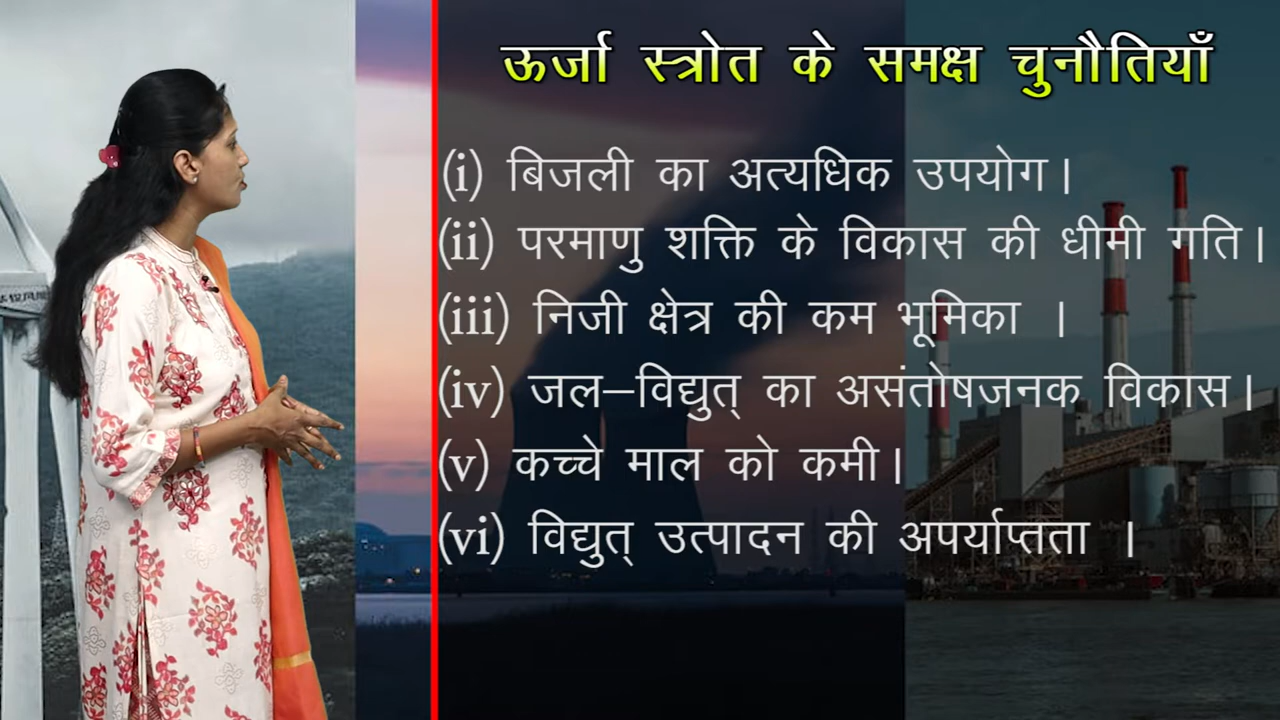 ऊर्जा स्त्रोत के समक्ष चुनौतियाँ
(i) बिजली का अत्यधिक उपयोग।
(ii) परमाणु शक्ति के विकास की धीमी गति।
(iii) निजी क्षेत्र की कम भूमिका ।
(iv) जल–विद्युत् का असंतोषजनक विकास।
(v) कच्चे माल को कमी।
(vi) विद्युत् उत्पादन की अपर्याप्तता ।